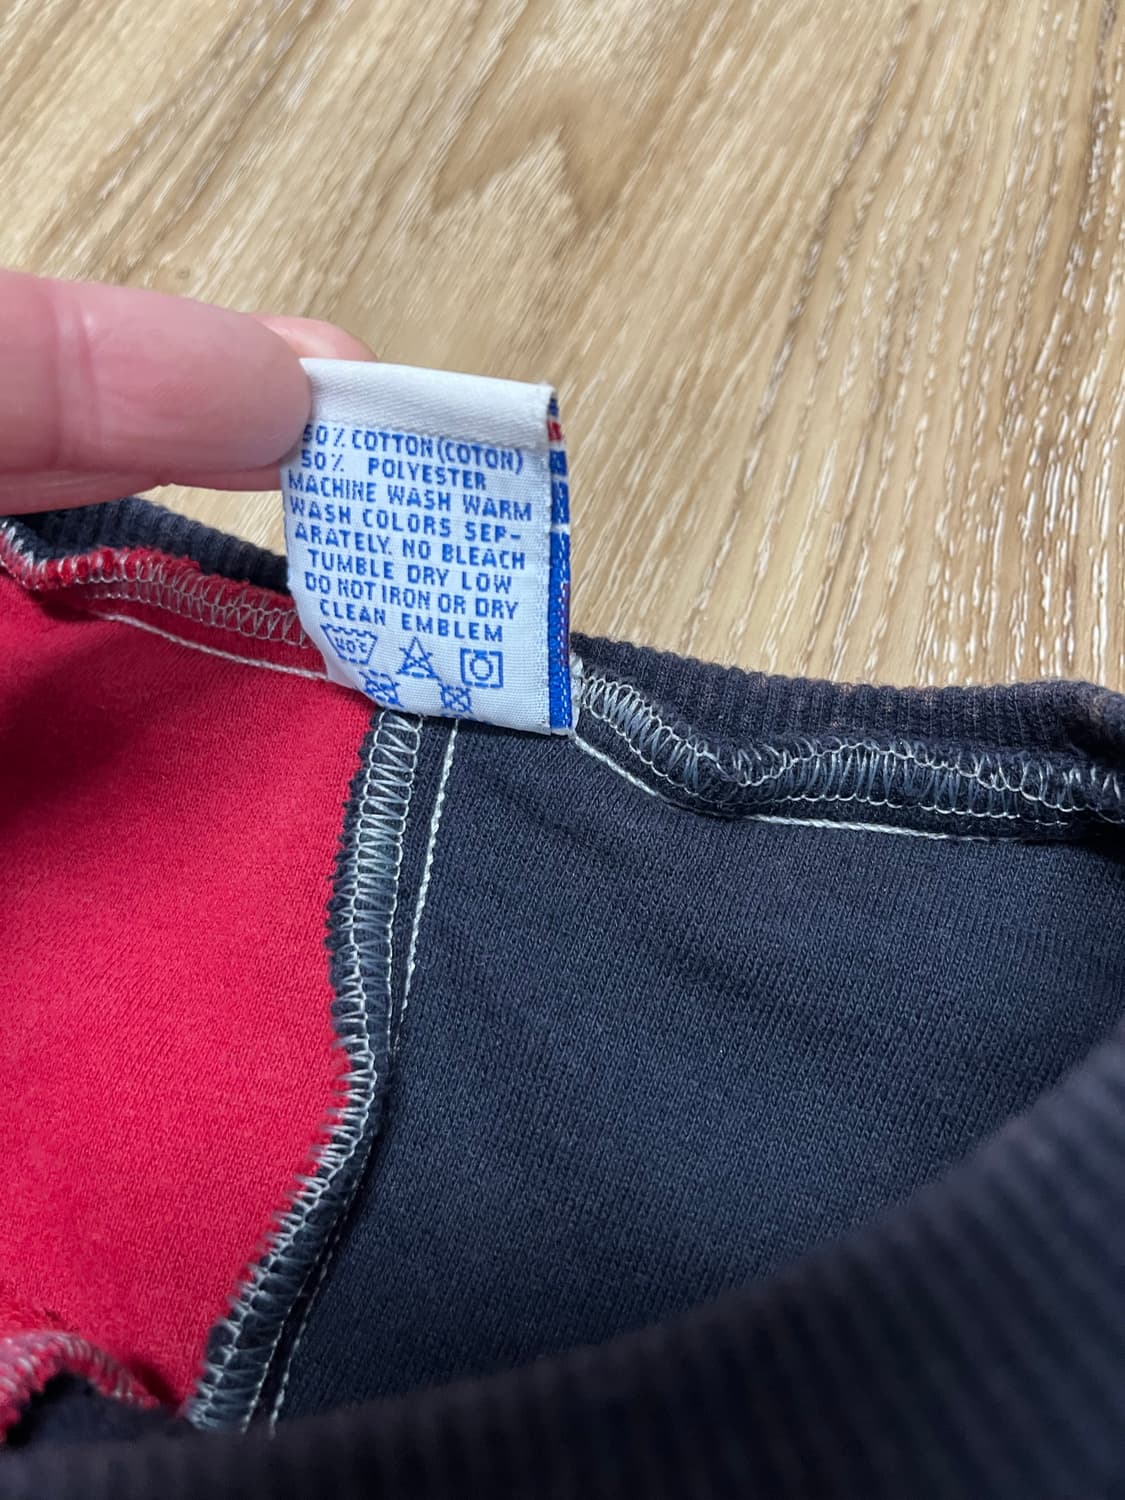 50% COTTON(COTON)
50% POLYESTER
MACHINE WASH WARM
WASH COLORS SEP-
ARATELY. NO BLEACH
TUMBLE DRY LOW
DO NOT IRON OR DRY
CLEAN EMBLEM
40°C